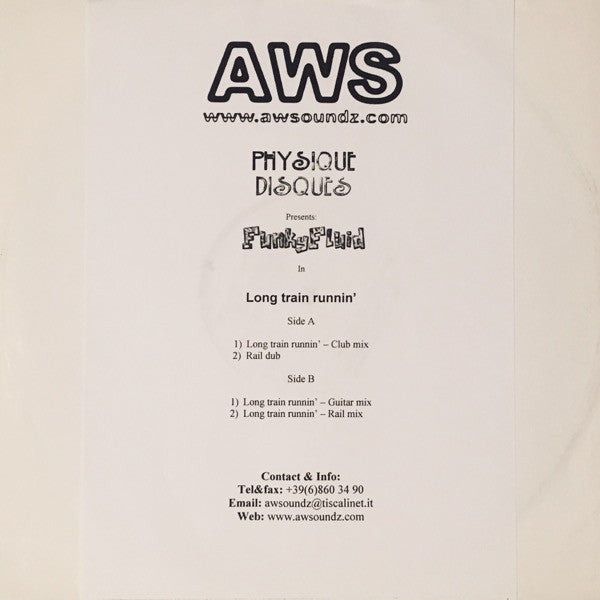 AWS
www.awsoundz.com
PHYSIQUE
DISQUES
Presents:
FunkyFluid
In
Long train runnin'
Side A
1) Long train runnin' – Club mix
2) Rail dub
Side B
1) Long train runnin' – Guitar mix
2) Long train runnin' – Rail mix
Contact & Info:
Tel&fax: +39(6)860 34 90
Email: awsoundz@tiscalinet.it
Web: www.awsoundz.com